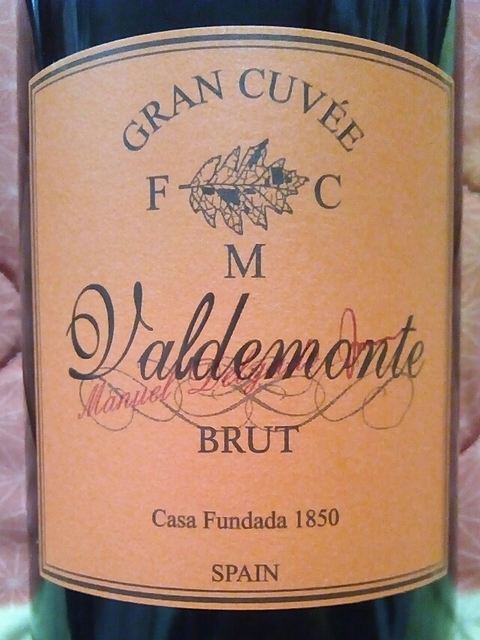 GRAN CUVÉE
F C
M
Valdemonte
Manuel
BRUT
Casa Fundada 1850
SPAIN